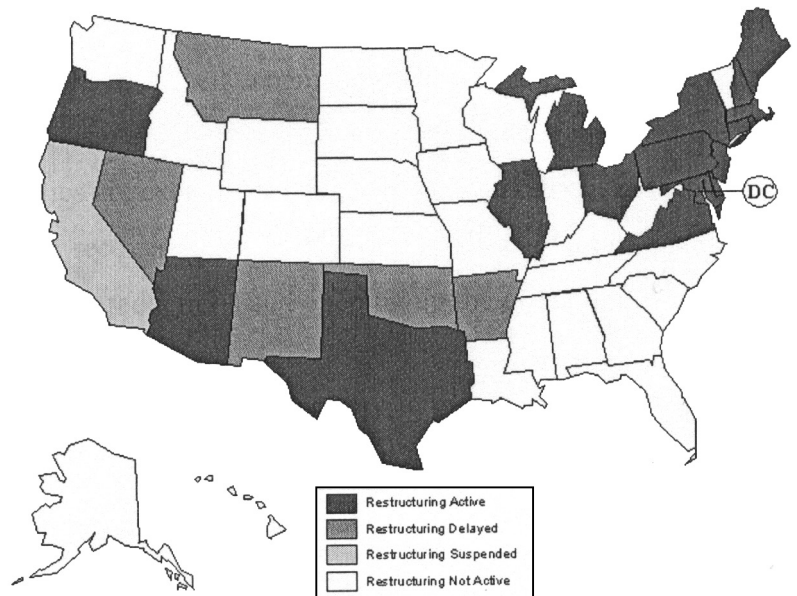 DC
Restructuring Active
Restructuring Delayed
Restructuring Suspended
Restructuring Not Active